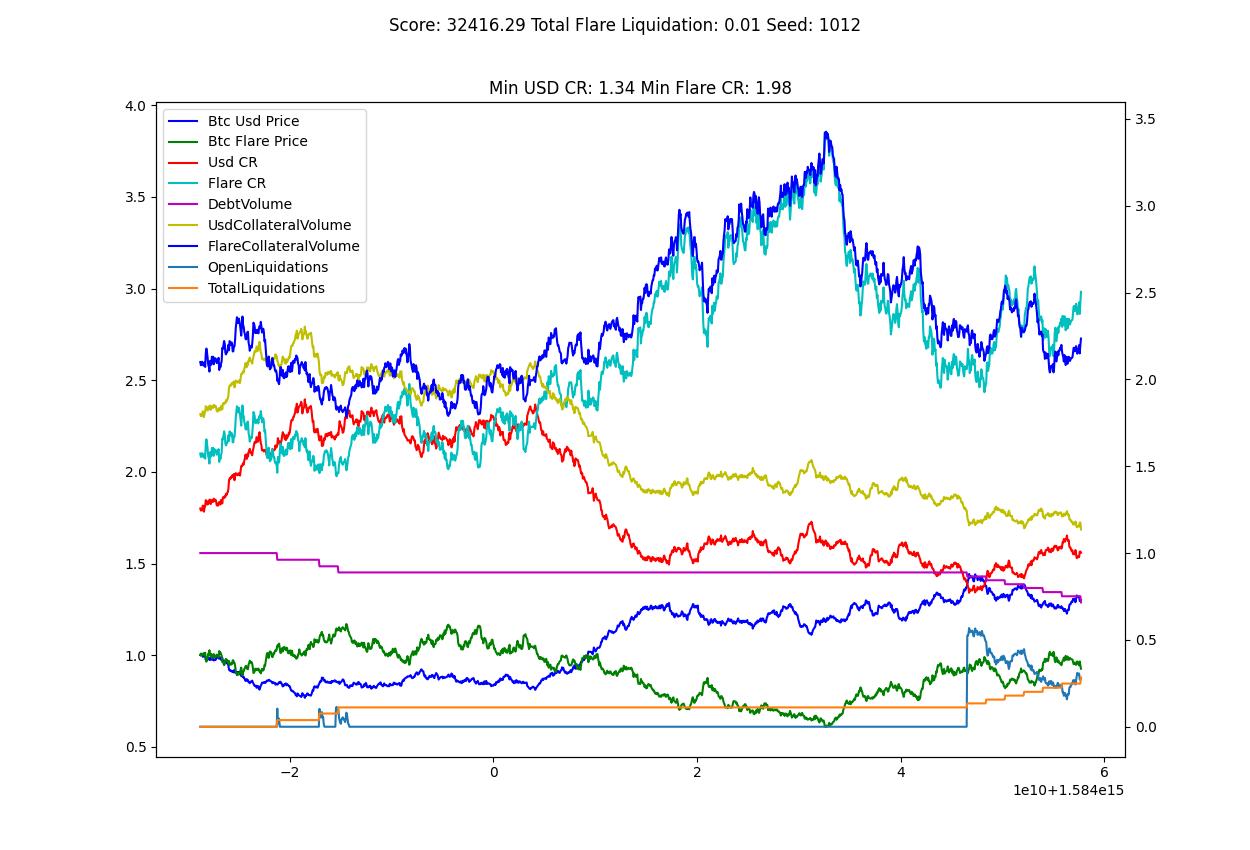 Score: 32416.29 Total Flare Liquidation: 0.01 Seed: 1012
Min USD CR: 1.34 Min Flare CR: 1.98
Btc Usd Price
Btc Flare Price
Usd CR
Flare CR
DebtVolume
UsdCollateralVolume
FlareCollateralVolume
OpenLiquidations
TotalLiquidations
4.0
3.5
3.0
2.5
2.0
1.5
1.0
0.5
3.5
3.0
2.5
2.0
1.5
1.0
0.5
0.0
−2
0
2
4
6
1e10+1.584e15